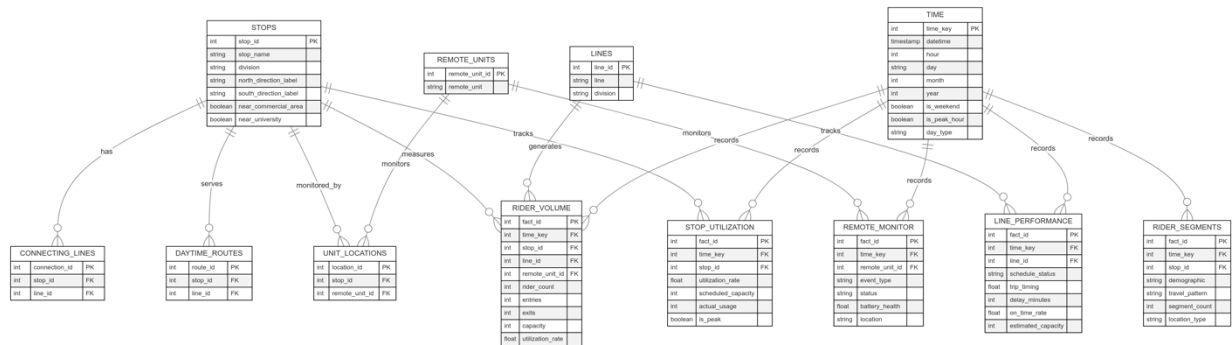 STOPS
int stop_id PK
string stop_name
string division
string north_direction_label
string south_direction_label
boolean near_commercial_area
boolean near_university
REMOTE_UNITS
int remote_unit_id PK
string remote_unit
LINES
int line_id PK
string line
string division
TIME
int time_key PK
timestamp datetime
int hour
string day
int month
int year
boolean is_weekend
boolean is_peak_hour
string day_type
has
serves
monitored_by
measures
monitors
tracks
generates
monitors
records
tracks
records
records
records
records
CONNECTING_LINES
int connection_id PK
int stop_id FK
int line_id FK
DAYTIME_ROUTES
int route_id PK
int stop_id FK
int line_id FK
UNIT_LOCATIONS
int location_id PK
int stop_id FK
int remote_unit_id FK
RIDER_VOLUME
int fact_id PK
int time_key FK
int stop_id FK
int line_id FK
int remote_unit_id FK
int rider_count
int entries
int exits
int capacity
float utilization_rate
STOP_UTILIZATION
int fact_id PK
int time_key FK
int stop_id FK
float utilization_rate
int scheduled_capacity
int actual_usage
boolean is_peak
REMOTE_MONITOR
int fact_id PK
int time_key FK
int remote_unit_id FK
string event_type
string status
float battery_health
string location
LINE_PERFORMANCE
int fact_id PK
int time_key FK
int line_id FK
string schedule_status
float trip_timing
int delay_minutes
float on_time_rate
int estimated_capacity
RIDER_SEGMENTS
int fact_id PK
int time_key FK
int stop_id FK
string demographic
string travel_pattern
int segment_count
string location_type